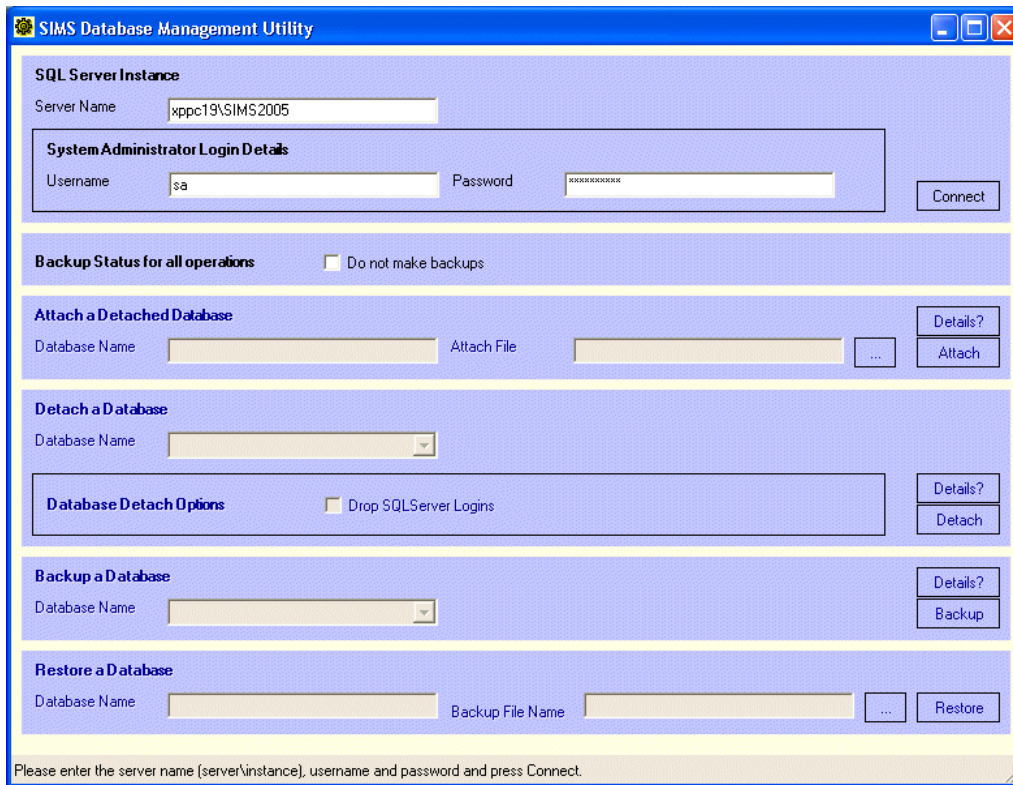 SIMS Database Management Utility
SQL Server Instance
Server Name xppc19\SIMS2005
System Administrator Login Details
Username sa Password xxxxxxxxxx
Connect
Backup Status for all operations Do not make backups
Attach a Detached Database
Details?
Database Name Attach File ... Attach
Detach a Database
Database Name
Database Detach Options Drop SQLServer Logins
Details?
Detach
Backup a Database
Details?
Database Name
Backup
Restore a Database
Database Name Backup File Name ... Restore
Please enter the server name (server\instance), username and password and press Connect.